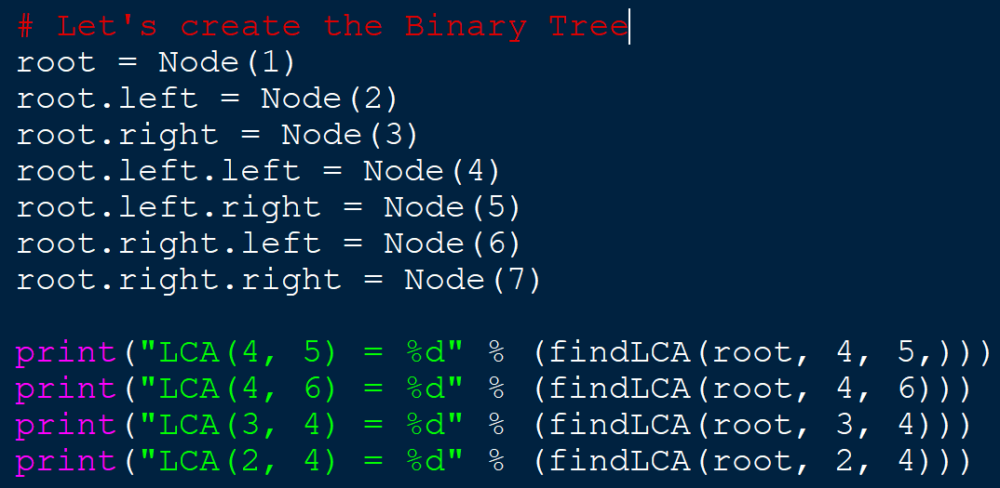 # Let's create the Binary Tree
root = Node(1)
root.left = Node(2)
root.right = Node(3)
root.left.left = Node(4)
root.left.right = Node(5)
root.right.left = Node(6)
root.right.right = Node(7)

print("LCA(4, 5) = %d" % (findLCA(root, 4, 5,)))
print("LCA(4, 6) = %d" % (findLCA(root, 4, 6)))
print("LCA(3, 4) = %d" % (findLCA(root, 3, 4)))
print("LCA(2, 4) = %d" % (findLCA(root, 2, 4)))